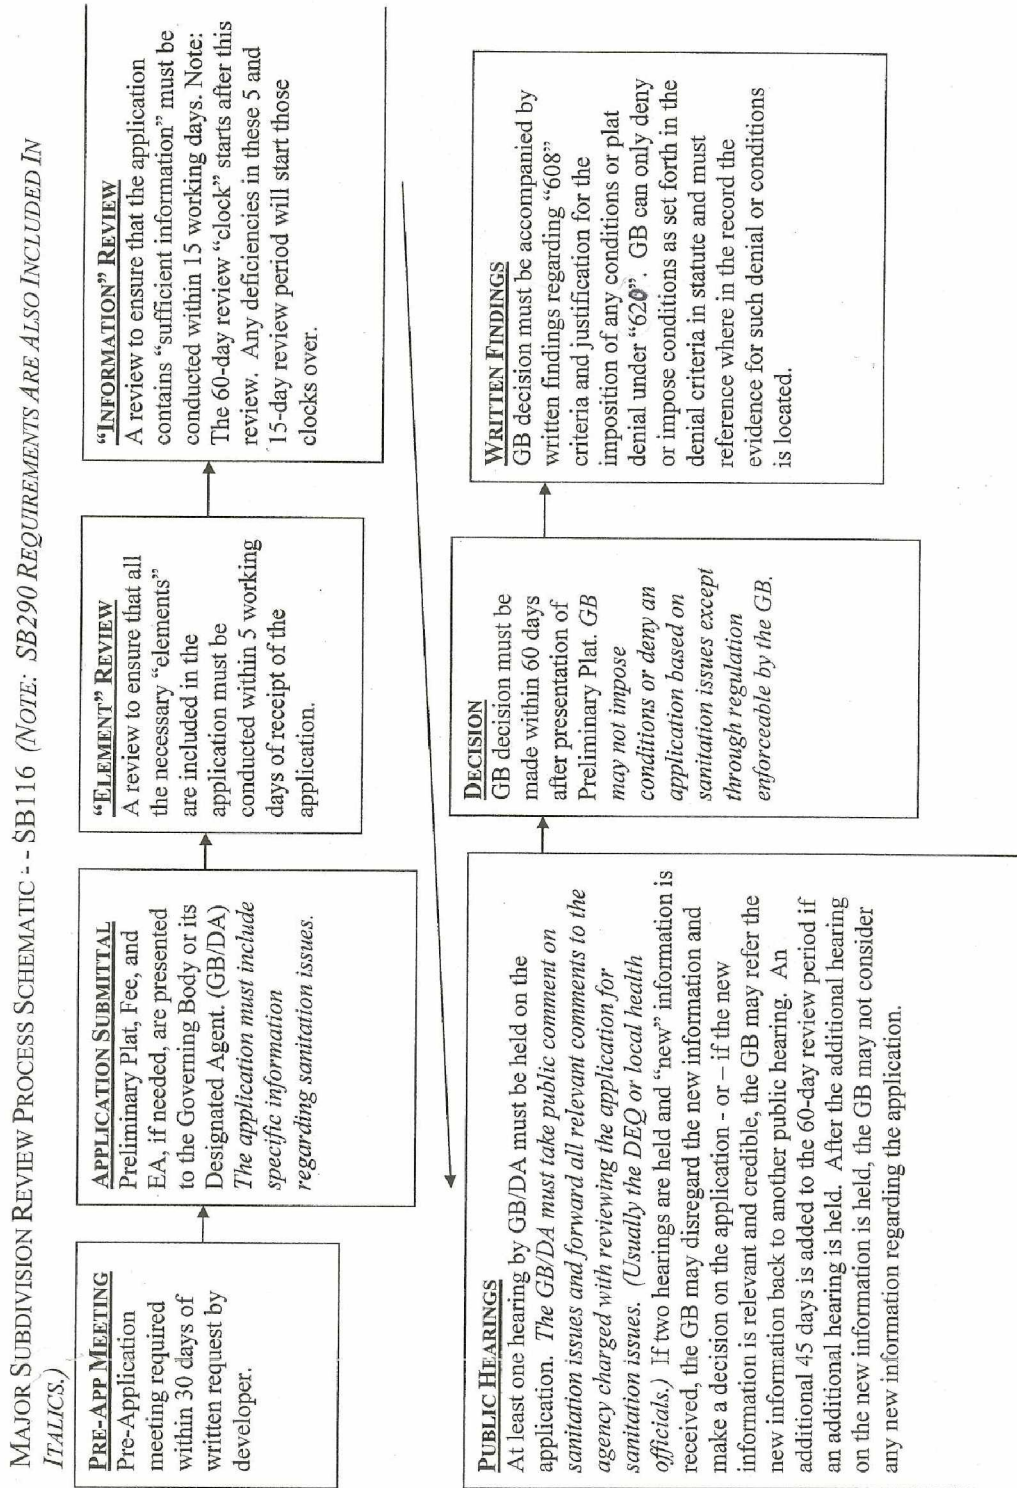 MAJOR SUBDIVISION REVIEW PROCESS SCHEMATIC - - SB116 (NOTE: SB290 REQUIREMENTS ARE ALSO INCLUDED IN
ITALICS.)
PRE-APP MEETING
Pre-Application
meeting required
within 30 days of
written request by
developer.
APPLICATION SUBMITTAL
Preliminary Plat, Fee, and
EA, if needed, are presented
to the Governing Body or its
Designated Agent. (GB/DA)
The application must include
specific information
regarding sanitation issues.
"ELEMENT" REVIEW
A review to ensure that all
the necessary "elements"
are included in the
application must be
conducted within 5 working
days of receipt of the
application.
"INFORMATION" REVIEW
A review to ensure that the application
contains "sufficient information" must be
conducted within 15 working days. Note:
The 60-day review "clock" starts after this
review. Any deficiencies in these 5 and
15-day review period will start those
clocks over.
PUBLIC HEARINGS
At least one hearing by GB/DA must be held on the
application. The GB/DA must take public comment on
sanitation issues and forward all relevant comments to the
agency charged with reviewing the application for
sanitation issues. (Usually the DEQ or local health
officials.) If two hearings are held and "new" information is
received, the GB may disregard the new information and
make a decision on the application - or – if the new
information is relevant and credible, the GB may refer the
new information back to another public hearing. An
additional 45 days is added to the 60-day review period if
an additional hearing is held. After the additional hearing
on the new information is held, the GB may not consider
any new information regarding the application.
DECISION
GB decision must be
made within 60 days
after presentation of
Preliminary Plat. GB
may not impose
conditions or deny an
application based on
sanitation issues except
through regulation
enforceable by the GB.
WRITTEN FINDINGS
GB decision must be accompanied by
written findings regarding "608"
criteria and justification for the
imposition of any conditions or plat
denial under "620". GB can only deny
or impose conditions as set forth in the
denial criteria in statute and must
reference where in the record the
evidence for such denial or conditions
is located.